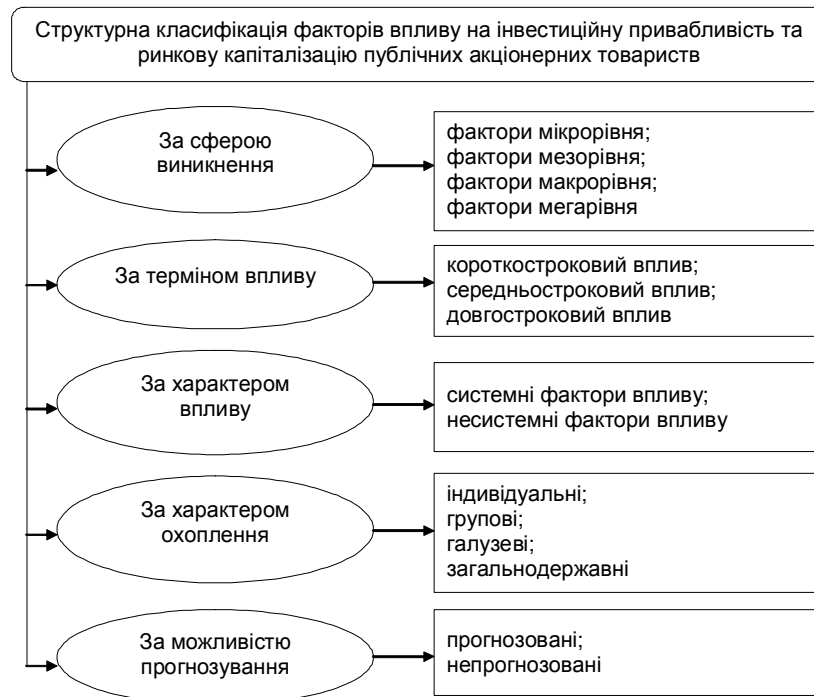 Структурна класифікація факторів впливу на інвестиційну привабливість та
ринкову капіталізацію публічних акціонерних товариств
За сферою
виникнення
фактори мікрорівня;
фактори мезорівня;
фактори макрорівня;
фактори мегарівня
За терміном впливу
короткостроковий вплив;
середньостроковий вплив;
довгостроковий вплив
За характером
впливу
системні фактори впливу;
несистемні фактори впливу
За характером
охоплення
індивідуальні;
групові;
галузеві;
загальнодержавні
За можливістю
прогнозування
прогнозовані;
непрогнозовані